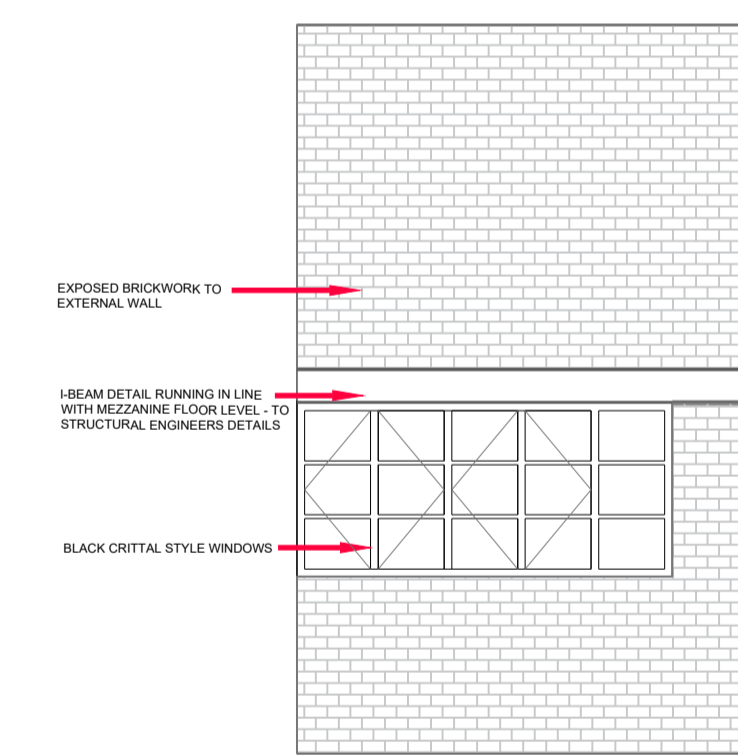 EXPOSED BRICKWORK TO
EXTERNAL WALL
I-BEAM DETAIL RUNNING IN LINE
WITH MEZZANINE FLOOR LEVEL - TO
STRUCTURAL ENGINEERS DETAILS
BLACK CRITTAL STYLE WINDOWS